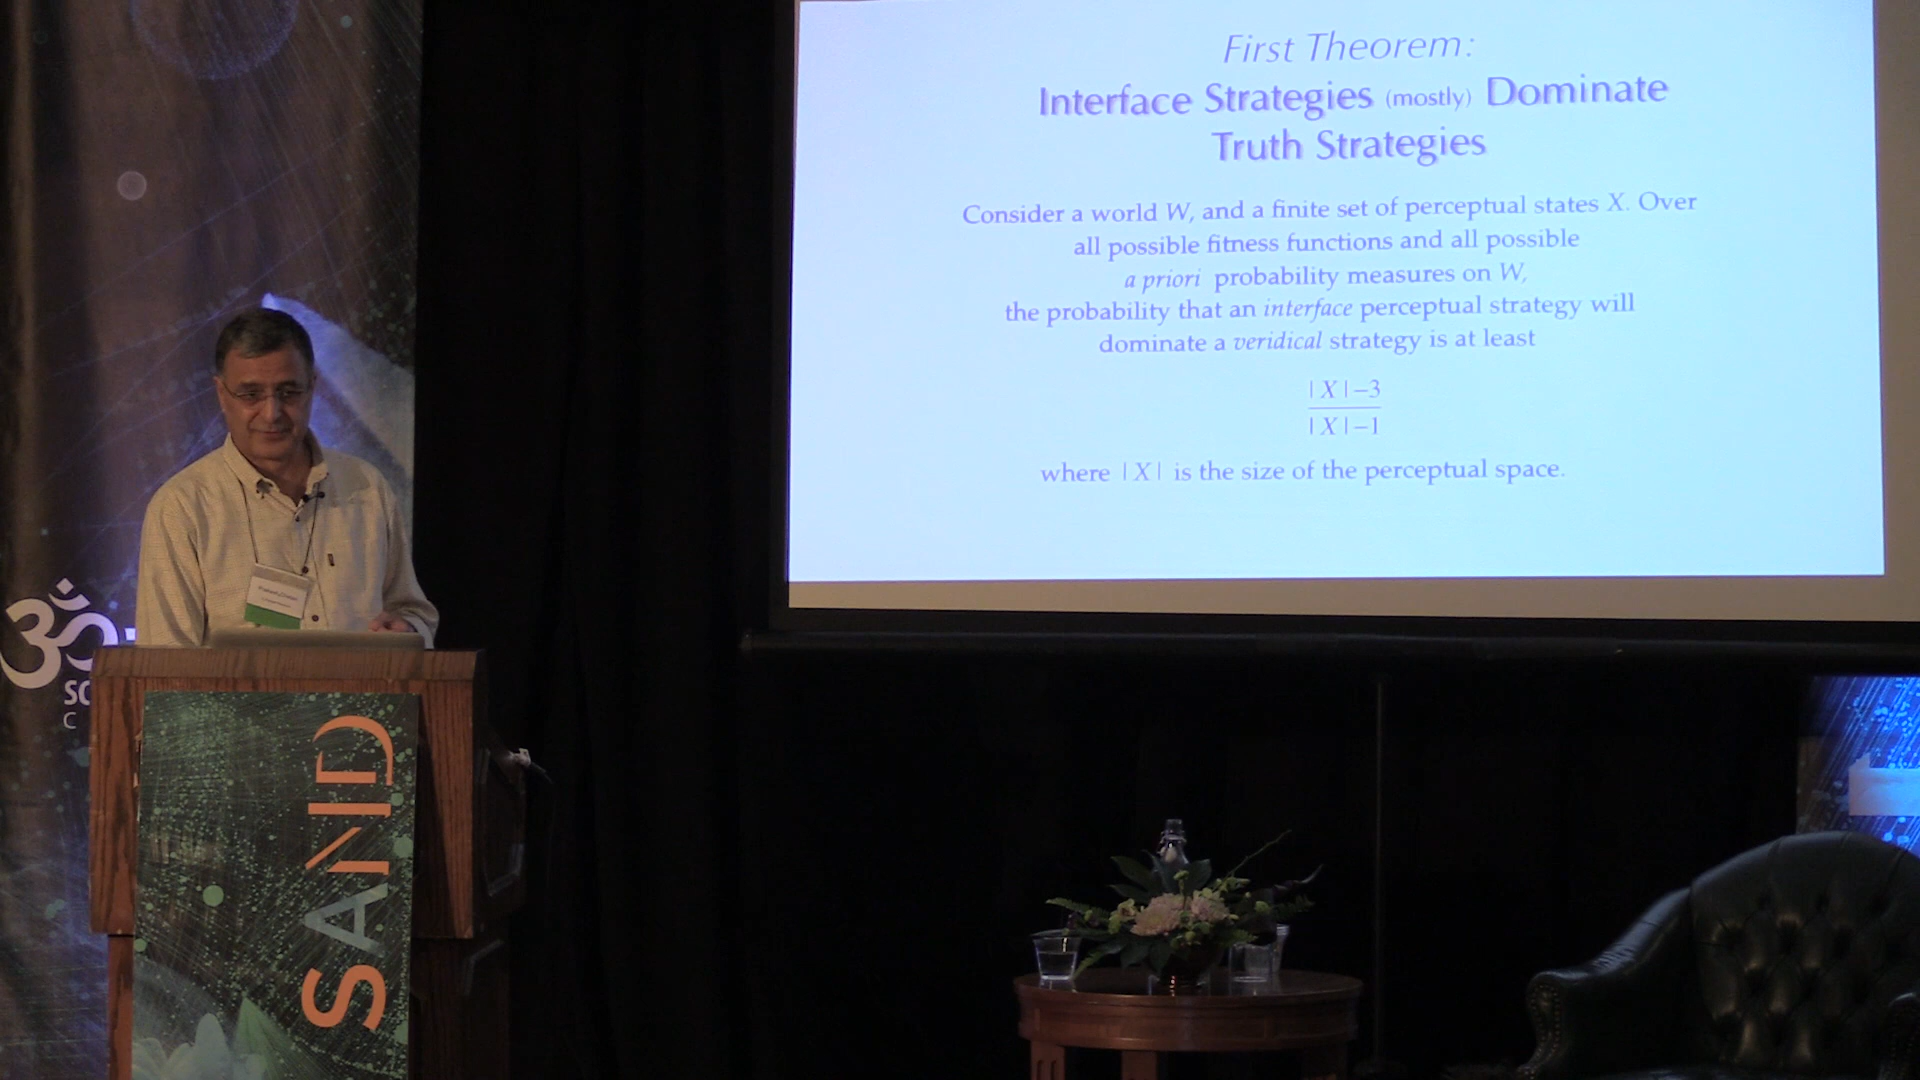 First Theorem:
Interface Strategies (mostly) Dominate
Truth Strategies
Consider a world W, and a finite set of perceptual states X. Over
all possible fitness functions and all possible
a priori probability measures on W,
the probability that an interface perceptual strategy will
dominate a veridical strategy is at least
|X|–3
|X|–1
where |X| is the size of the perceptual space.
SC
C
SAND